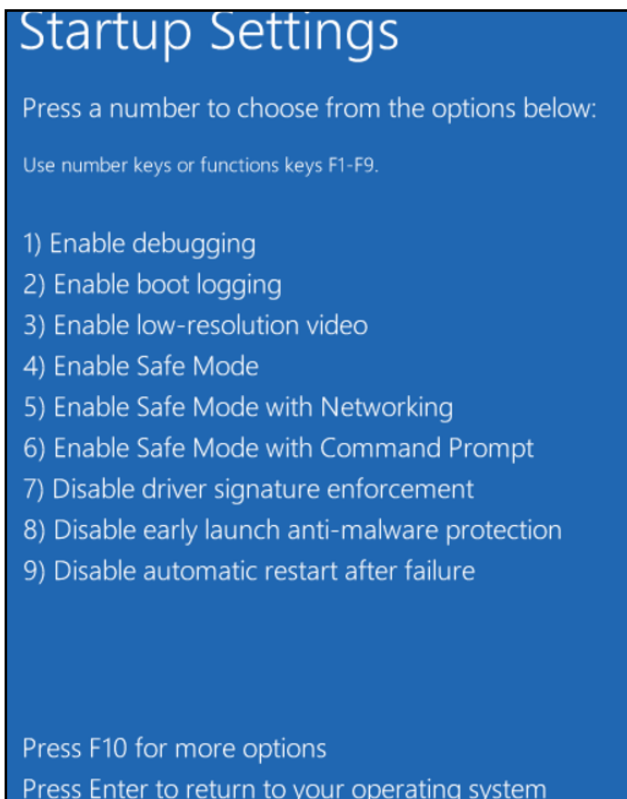 Startup Settings
Press a number to choose from the options below:
Use number keys or functions keys F1-F9.
1) Enable debugging
2) Enable boot logging
3) Enable low-resolution video
4) Enable Safe Mode
5) Enable Safe Mode with Networking
6) Enable Safe Mode with Command Prompt
7) Disable driver signature enforcement
8) Disable early launch anti-malware protection
9) Disable automatic restart after failure
Press F10 for more options
Press Enter to return to your operating system